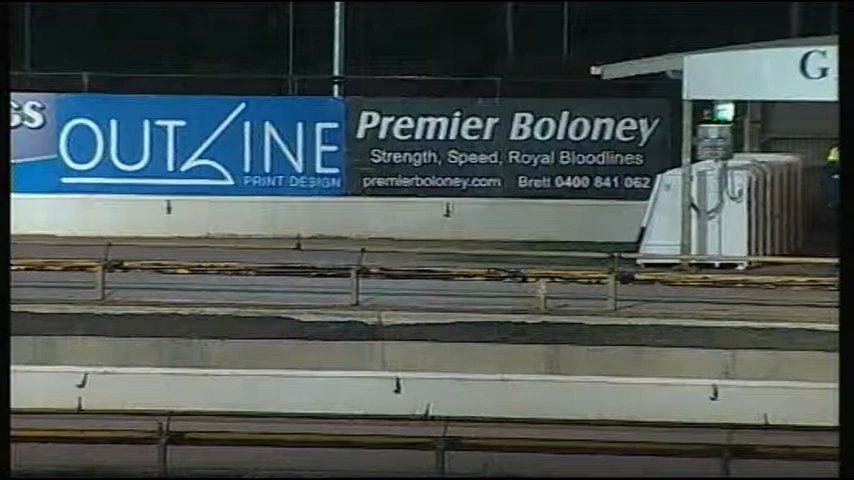 GS
OUTLINE
PRINT DESIGN
Premier Boloney
Strength, Speed, Royal Bloodlines
premierboloney.com Brett 0400 841 062
G